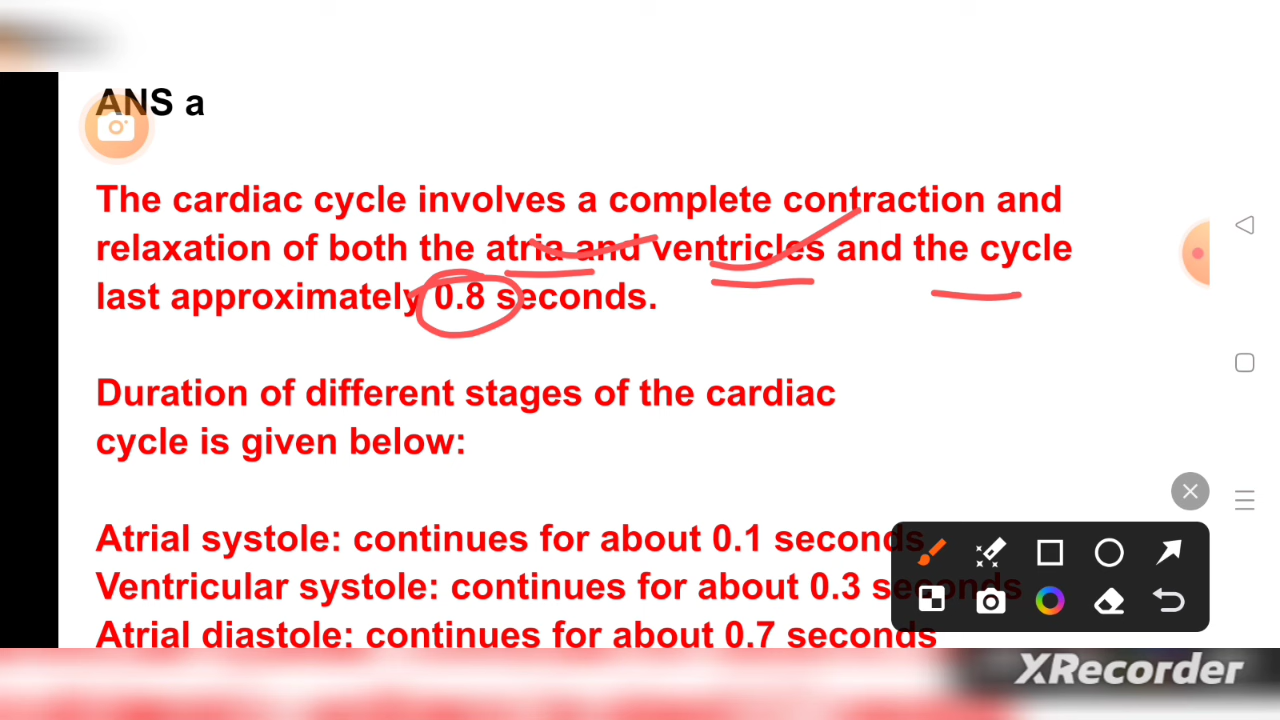 ANS a
The cardiac cycle involves a complete contraction and
relaxation of both the atria and ventricles and the cycle
last approximately 0.8 seconds.
Duration of different stages of the cardiac
cycle is given below:
Atrial systole: continues for about 0.1 seconds
Ventricular systole: continues for about 0.3 seconds
Atrial diastole: continues for about 0.7 seconds
XRecorder